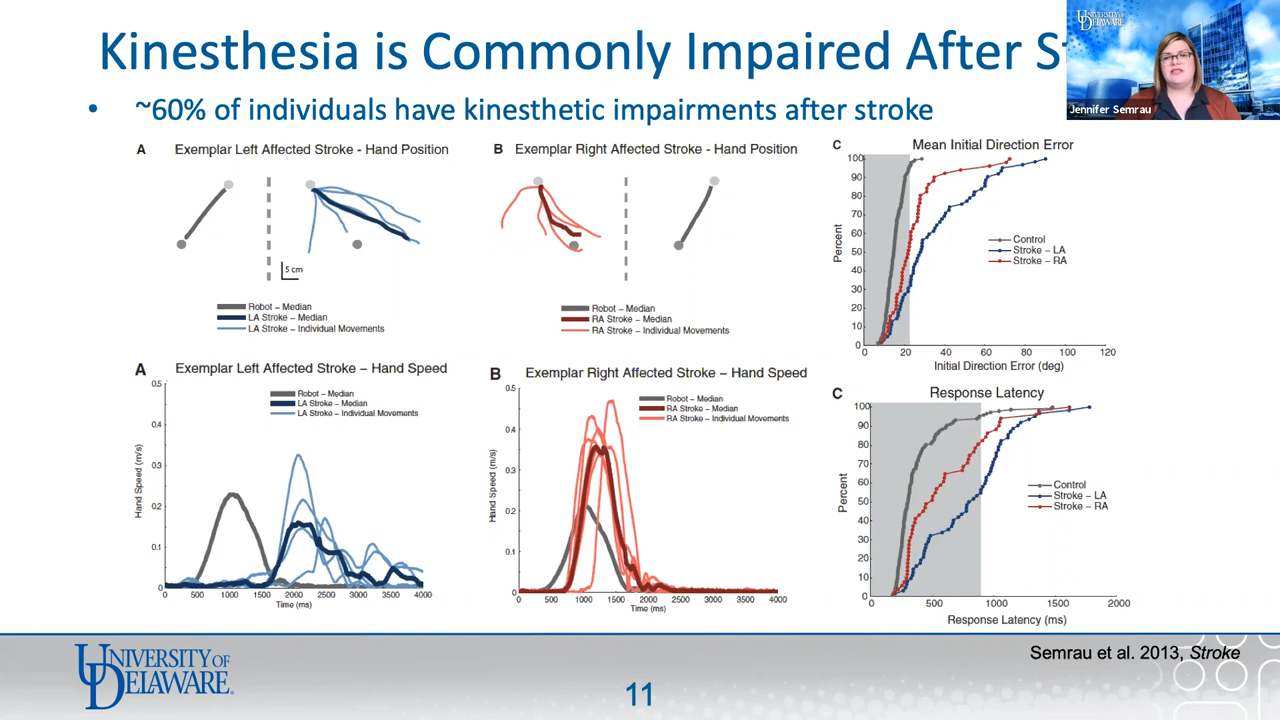 Kinesthesia is Commonly Impaired After S
UNIVERSITY OF
DELAWARE
Jennifer Semrau
• ~60% of individuals have kinesthetic impairments after stroke
A Exemplar Left Affected Stroke - Hand Position
5 cm
Robot – Median
LA Stroke – Median
LA Stroke – Individual Movements
B Exemplar Right Affected Stroke - Hand Position
Robot – Median
RA Stroke – Median
RA Stroke – Individual Movements
C Mean Initial Direction Error
Percent
100
90
80
70
60
50
40
30
20
10
0
0 20 40 60 80 100 120
Initial Direction Error (deg)
Control
Stroke – LA
Stroke – RA
A Exemplar Left Affected Stroke – Hand Speed
Robot – Median
LA Stroke – Median
LA Stroke – Individual Movements
Hand Speed (m/s)
0.5
0.4
0.3
0.2
0.1
0
0 500 1000 1500 2000 2500 3000 3500 4000
Time (ms)
B Exemplar Right Affected Stroke – Hand Speed
Robot – Median
RA Stroke – Median
RA Stroke – Individual Movements
Hand Speed (m/s)
0.5
0.4
0.3
0.2
0.1
0
0 500 1000 1500 2000 2500 3000 3500 4000
Time (ms)
C Response Latency
Percent
100
90
80
70
60
50
40
30
20
10
0
0 500 1000 1500 2000
Response Latency (ms)
Control
Stroke – LA
Stroke – RA
UNIVERSITY OF
DELAWARE.
11
Semrau et al. 2013, Stroke